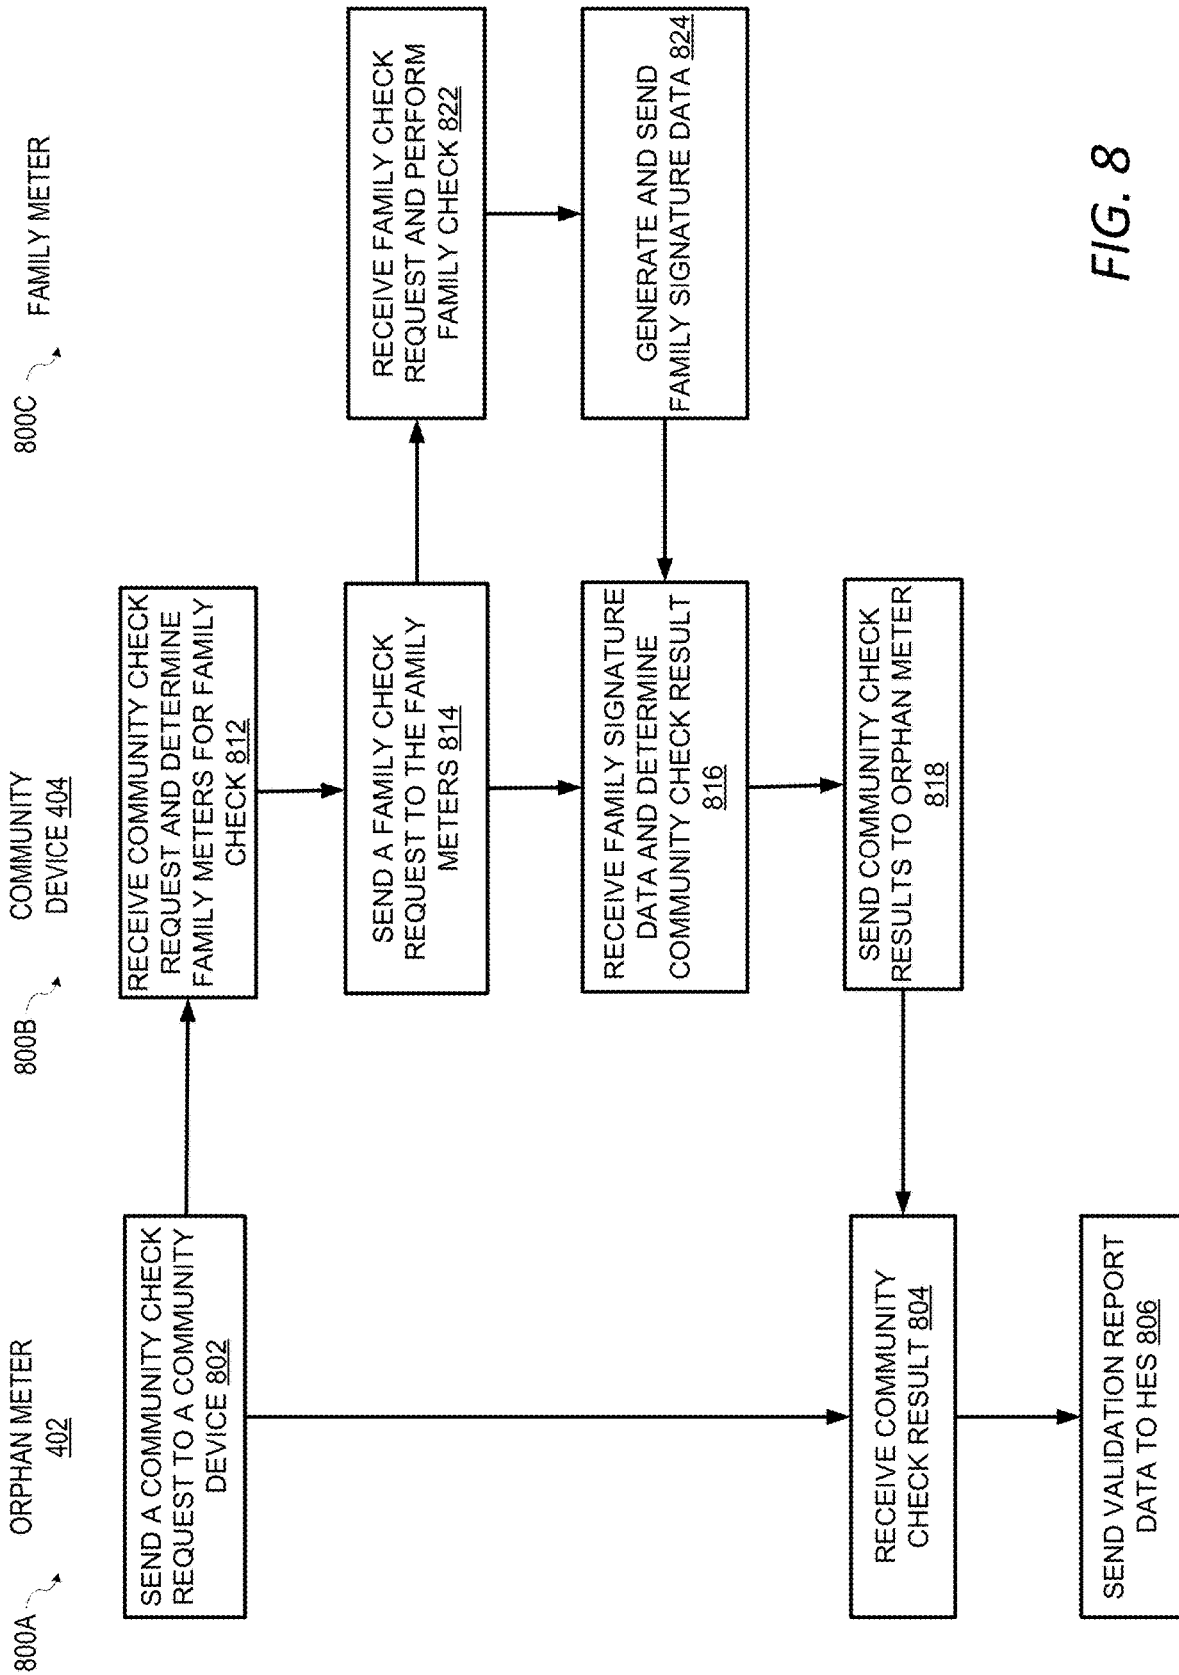 800A
ORPHAN METER
402
800B
COMMUNITY
DEVICE 404
800C
FAMILY METER
SEND A COMMUNITY CHECK
REQUEST TO A COMMUNITY
DEVICE 802
RECEIVE COMMUNITY CHECK
REQUEST AND DETERMINE
FAMILY METERS FOR FAMILY
CHECK 812
SEND A FAMILY CHECK
REQUEST TO THE FAMILY
METERS 814
RECEIVE FAMILY CHECK
REQUEST AND PERFORM
FAMILY CHECK 822
GENERATE AND SEND
FAMILY SIGNATURE DATA 824
RECEIVE FAMILY SIGNATURE
DATA AND DETERMINE
COMMUNITY CHECK RESULT
816
SEND COMMUNITY CHECK
RESULTS TO ORPHAN METER
818
RECEIVE COMMUNITY
CHECK RESULT 804
SEND VALIDATION REPORT
DATA TO HES 806
FIG. 8